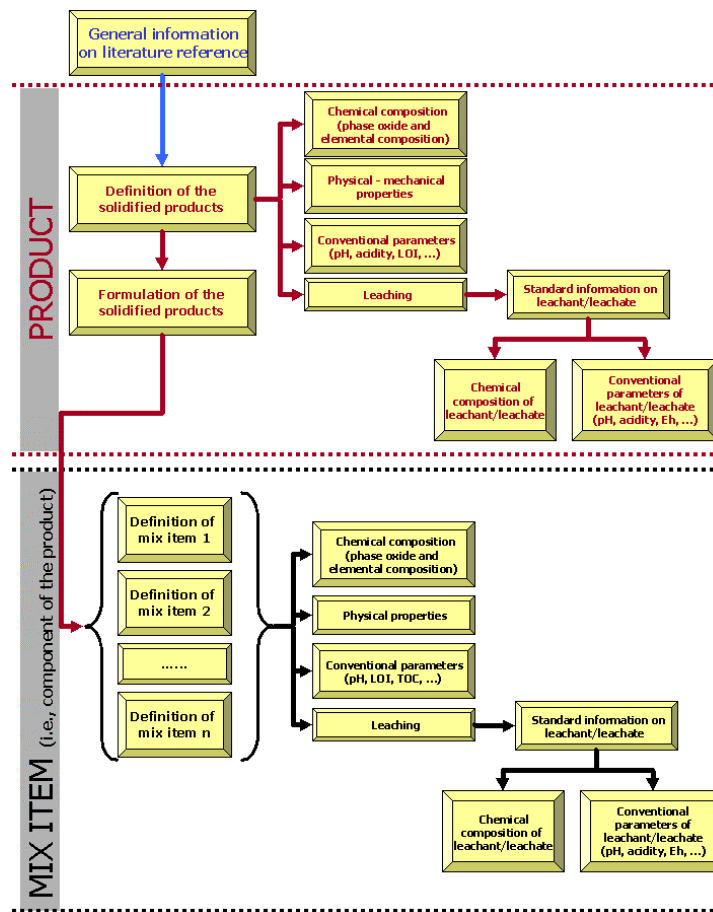 General information
on literature reference
PRODUCT
Definition of the
solidified products
Formulation of the
solidified products
Chemical composition
(phase oxide and
elemental composition)
Physical - mechanical
properties
Conventional parameters
(pH, acidity, LOI, ...)
Leaching
Standard information on
leachant/leachate
Chemical
composition of
leachant/leachate
Conventional
parameters of
leachant/leachate
(pH, acidity, Eh, ...)
MIX ITEM (i.e., component of the product)
Definition of
mix item 1
Definition of
mix item 2
......
Definition of
mix item n
Chemical composition
(phase oxide and
elemental composition)
Physical properties
Conventional parameters
(pH, LOI, TOC, ...)
Leaching
Standard information on
leachant/leachate
Chemical
composition of
leachant/leachate
Conventional
parameters of
leachant/leachate
(pH, acidity, Eh, ...)